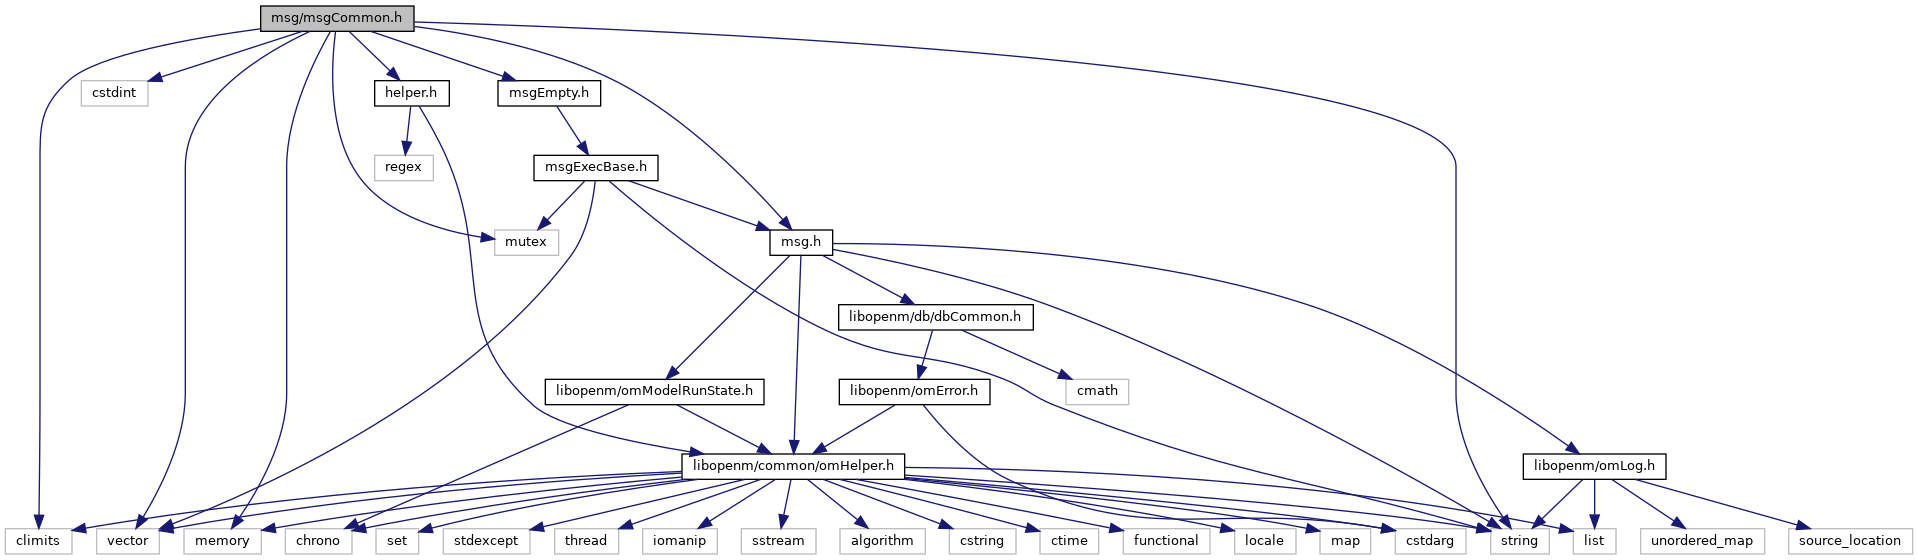 msg/msgCommon.h
cstdint
helper.h
msgEmpty.h
regex
msgExecBase.h
mutex
msg.h
libopenm/db/dbCommon.h
libopenm/omModelRunState.h
libopenm/omError.h
cmath
libopenm/common/omHelper.h
libopenm/omLog.h
climits
vector
memory
chrono
set
stdexcept
thread
iomanip
sstream
algorithm
cstring
ctime
functional
locale
map
cstdarg
string
list
unordered_map
source_location